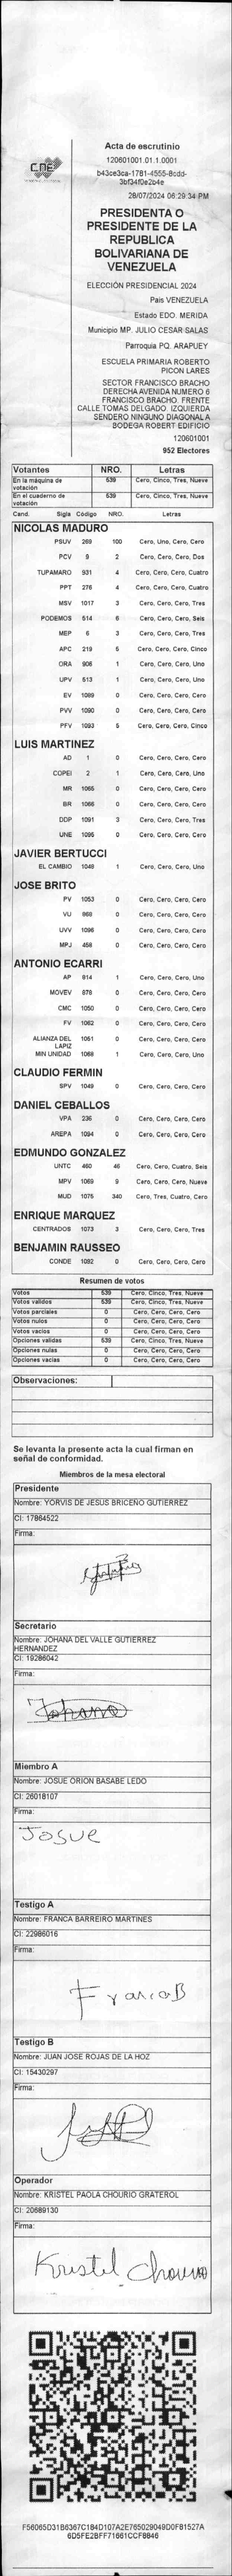 CNE
Acta de escrutinio
120601001.01.1.0001
b43ce3ca-1781-4555-8cdd-
3bf34f0e2b4e
28/07/2024 06:29:34 PM
PRESIDENTA O
PRESIDENTE DE LA
REPUBLICA
BOLIVARIANA DE
VENEZUELA
ELECCIÓN PRESIDENCIAL 2024
Pais VENEZUELA
Estado EDO. MERIDA
Municipio MP. JULIO CESAR SALAS
Parroquia PQ. ARAPUEY
ESCUELA PRIMARIA ROBERTO
PICON LARES
SECTOR FRANCISCO BRACHO
DERECHA AVENIDA NUMERO 6
FRANCISCO BRACHO. FRENTE
CALLE TOMAS DELGADO. IZQUIERDA
SENDERO NINGUNO DIAGONAL A
BODEGA ROBERT EDIFICIO
120601001
952 Electores
Votantes NRO. Letras
En la máquina de votación 539 Cero, Cinco, Tres, Nueve
En el cuaderno de votación 539 Cero, Cinco, Tres, Nueve
Cand. Sigla Código NRO. Letras
NICOLAS MADURO
PSUV 269 100 Cero, Uno, Cero, Cero
PCV 9 2 Cero, Cero, Cero, Dos
TUPAMARO 931 4 Cero, Cero, Cero, Cuatro
PPT 276 4 Cero, Cero, Cero, Cuatro
MSV 1017 3 Cero, Cero, Cero, Tres
PODEMOS 514 6 Cero, Cero, Cero, Seis
MEP 6 3 Cero, Cero, Cero, Tres
APC 219 5 Cero, Cero, Cero, Cinco
ORA 906 1 Cero, Cero, Cero, Uno
UPV 513 1 Cero, Cero, Cero, Uno
EV 1089 0 Cero, Cero, Cero, Cero
PVV 1090 0 Cero, Cero, Cero, Cero
PFV 1093 5 Cero, Cero, Cero, Cinco
LUIS MARTINEZ
AD 1 0 Cero, Cero, Cero, Cero
COPEI 2 1 Cero, Cero, Cero, Uno
MR 1065 0 Cero, Cero, Cero, Cero
BR 1066 0 Cero, Cero, Cero, Cero
DDP 1091 3 Cero, Cero, Cero, Tres
UNE 1095 0 Cero, Cero, Cero, Cero
JAVIER BERTUCCI
EL CAMBIO 1048 1 Cero, Cero, Cero, Uno
JOSE BRITO
PV 1053 0 Cero, Cero, Cero, Cero
VU 868 0 Cero, Cero, Cero, Cero
UVV 1096 0 Cero, Cero, Cero, Cero
MPJ 458 0 Cero, Cero, Cero, Cero
ANTONIO ECARRI
AP 914 1 Cero, Cero, Cero, Uno
MOVEV 678 0 Cero, Cero, Cero, Cero
CMC 1050 0 Cero, Cero, Cero, Cero
FV 1062 0 Cero, Cero, Cero, Cero
ALIANZA DEL LAPIZ 1051 0 Cero, Cero, Cero, Cero
MIN UNIDAD 1068 1 Cero, Cero, Cero, Uno
CLAUDIO FERMIN
SPV 1049 0 Cero, Cero, Cero, Cero
DANIEL CEBALLOS
VPA 236 0 Cero, Cero, Cero, Cero
AREPA 1094 0 Cero, Cero, Cero, Cero
EDMUNDO GONZALEZ
UNTC 460 46 Cero, Cero, Cuatro, Seis
MPV 1069 9 Cero, Cero, Cero, Nueve
MUD 1075 340 Cero, Tres, Cuatro, Cero
ENRIQUE MARQUEZ
CENTRADOS 1073 3 Cero, Cero, Cero, Tres
BENJAMIN RAUSSEO
CONDE 1092 0 Cero, Cero, Cero, Cero
Resumen de votos
Votos 539 Cero, Cinco, Tres, Nueve
Votos validos 539 Cero, Cinco, Tres, Nueve
Votos parciales 0 Cero, Cero, Cero, Cero
Votos nulos 0 Cero, Cero, Cero, Cero
Votos vacios 0 Cero, Cero, Cero, Cero
Opciones validas 539 Cero, Cinco, Tres, Nueve
Opciones nulas 0 Cero, Cero, Cero, Cero
Opciones vacias 0 Cero, Cero, Cero, Cero
Observaciones:
Se levanta la presente acta la cual firman en
señal de conformidad.
Miembros de la mesa electoral
Presidente
Nombre: YORVIS DE JESUS BRICEÑO GUTIERREZ
CI: 17864522
Firma:
Secretario
Nombre: JOHANA DEL VALLE GUTIERREZ
HERNANDEZ
CI: 19286042
Firma:
Johana
Miembro A
Nombre: JOSUE ORION BASABE LEDO
CI: 26018107
Firma:
Josue
Testigo A
Nombre: FRANCA BARREIRO MARTINES
CI: 22986016
Firma:
Franca B
Testigo B
Nombre: JUAN JOSE ROJAS DE LA HOZ
CI: 15430297
Firma:
Operador
Nombre: KRISTEL PAOLA CHOURIO GRATEROL
CI: 20689130
Firma:
Kristel Chourio
F56065D31B6367C184D107A2E765029049D0F81527A
6D5FE2BFF71661CCF8846